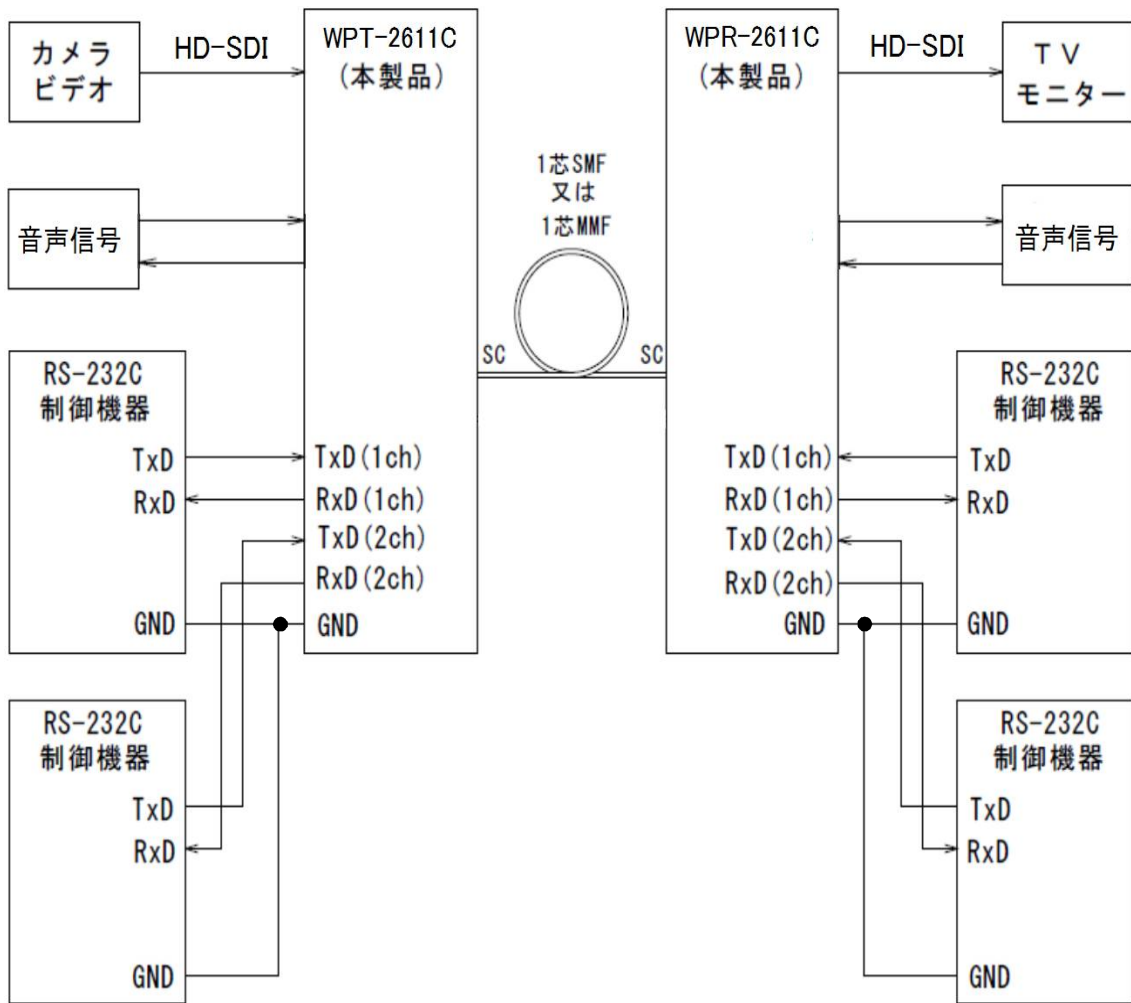 カメラ
ビデオ
HD-SDI
WPT-2611C
(本製品)
WPR-2611C
(本製品)
HD-SDI
TV
モニター
音声信号
1芯SMF
又は
1芯MMF
音声信号
SC
SC
RS-232C
制御機器
TxD
RxD
GND
TxD(1ch)
RxD(1ch)
TxD(2ch)
RxD(2ch)
GND
TxD(1ch)
RxD(1ch)
TxD(2ch)
RxD(2ch)
GND
RS-232C
制御機器
TxD
RxD
GND
RS-232C
制御機器
TxD
RxD
GND
RS-232C
制御機器
TxD
RxD
GND